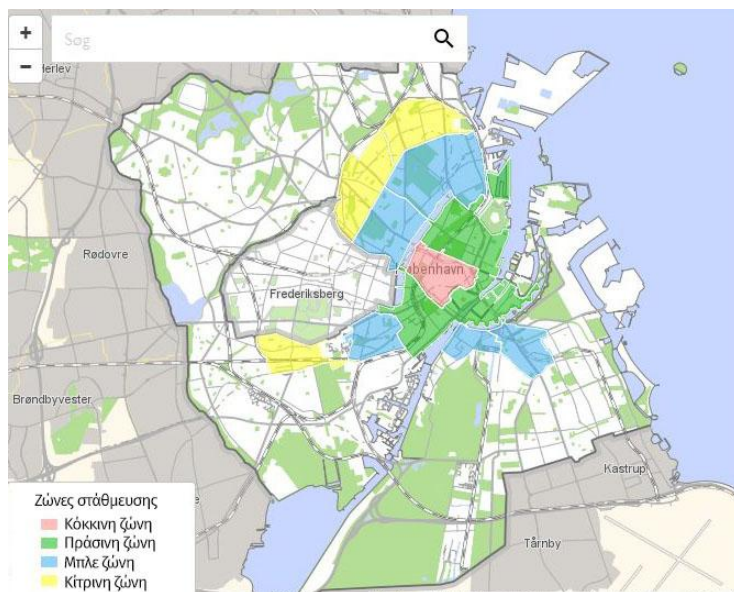 +
Søg
−
Herlev
Rødovre
København
Frederiksberg
Brøndbyvester
Kastrup
Tårnby
Ζώνες στάθμευσης
Κόκκινη ζώνη
Πράσινη ζώνη
Μπλε ζώνη
Κίτρινη ζώνη